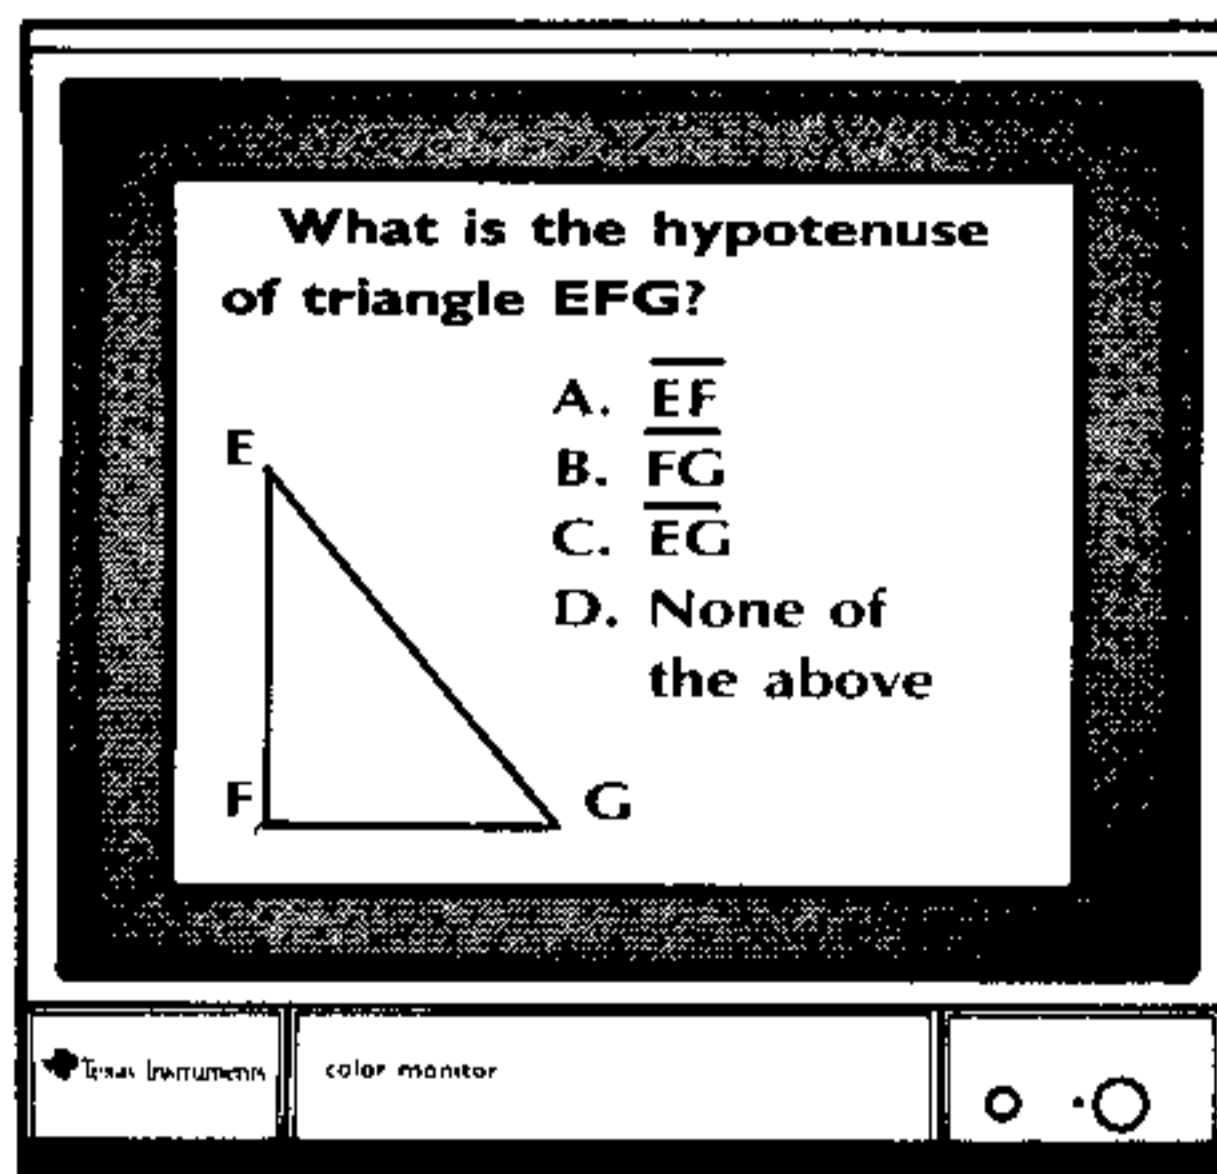 What is the hypotenuse
of triangle EFG?
A. EF
B. FG
C. EG
D. None of
the above
E
F
G
Texas Instruments
color monitor